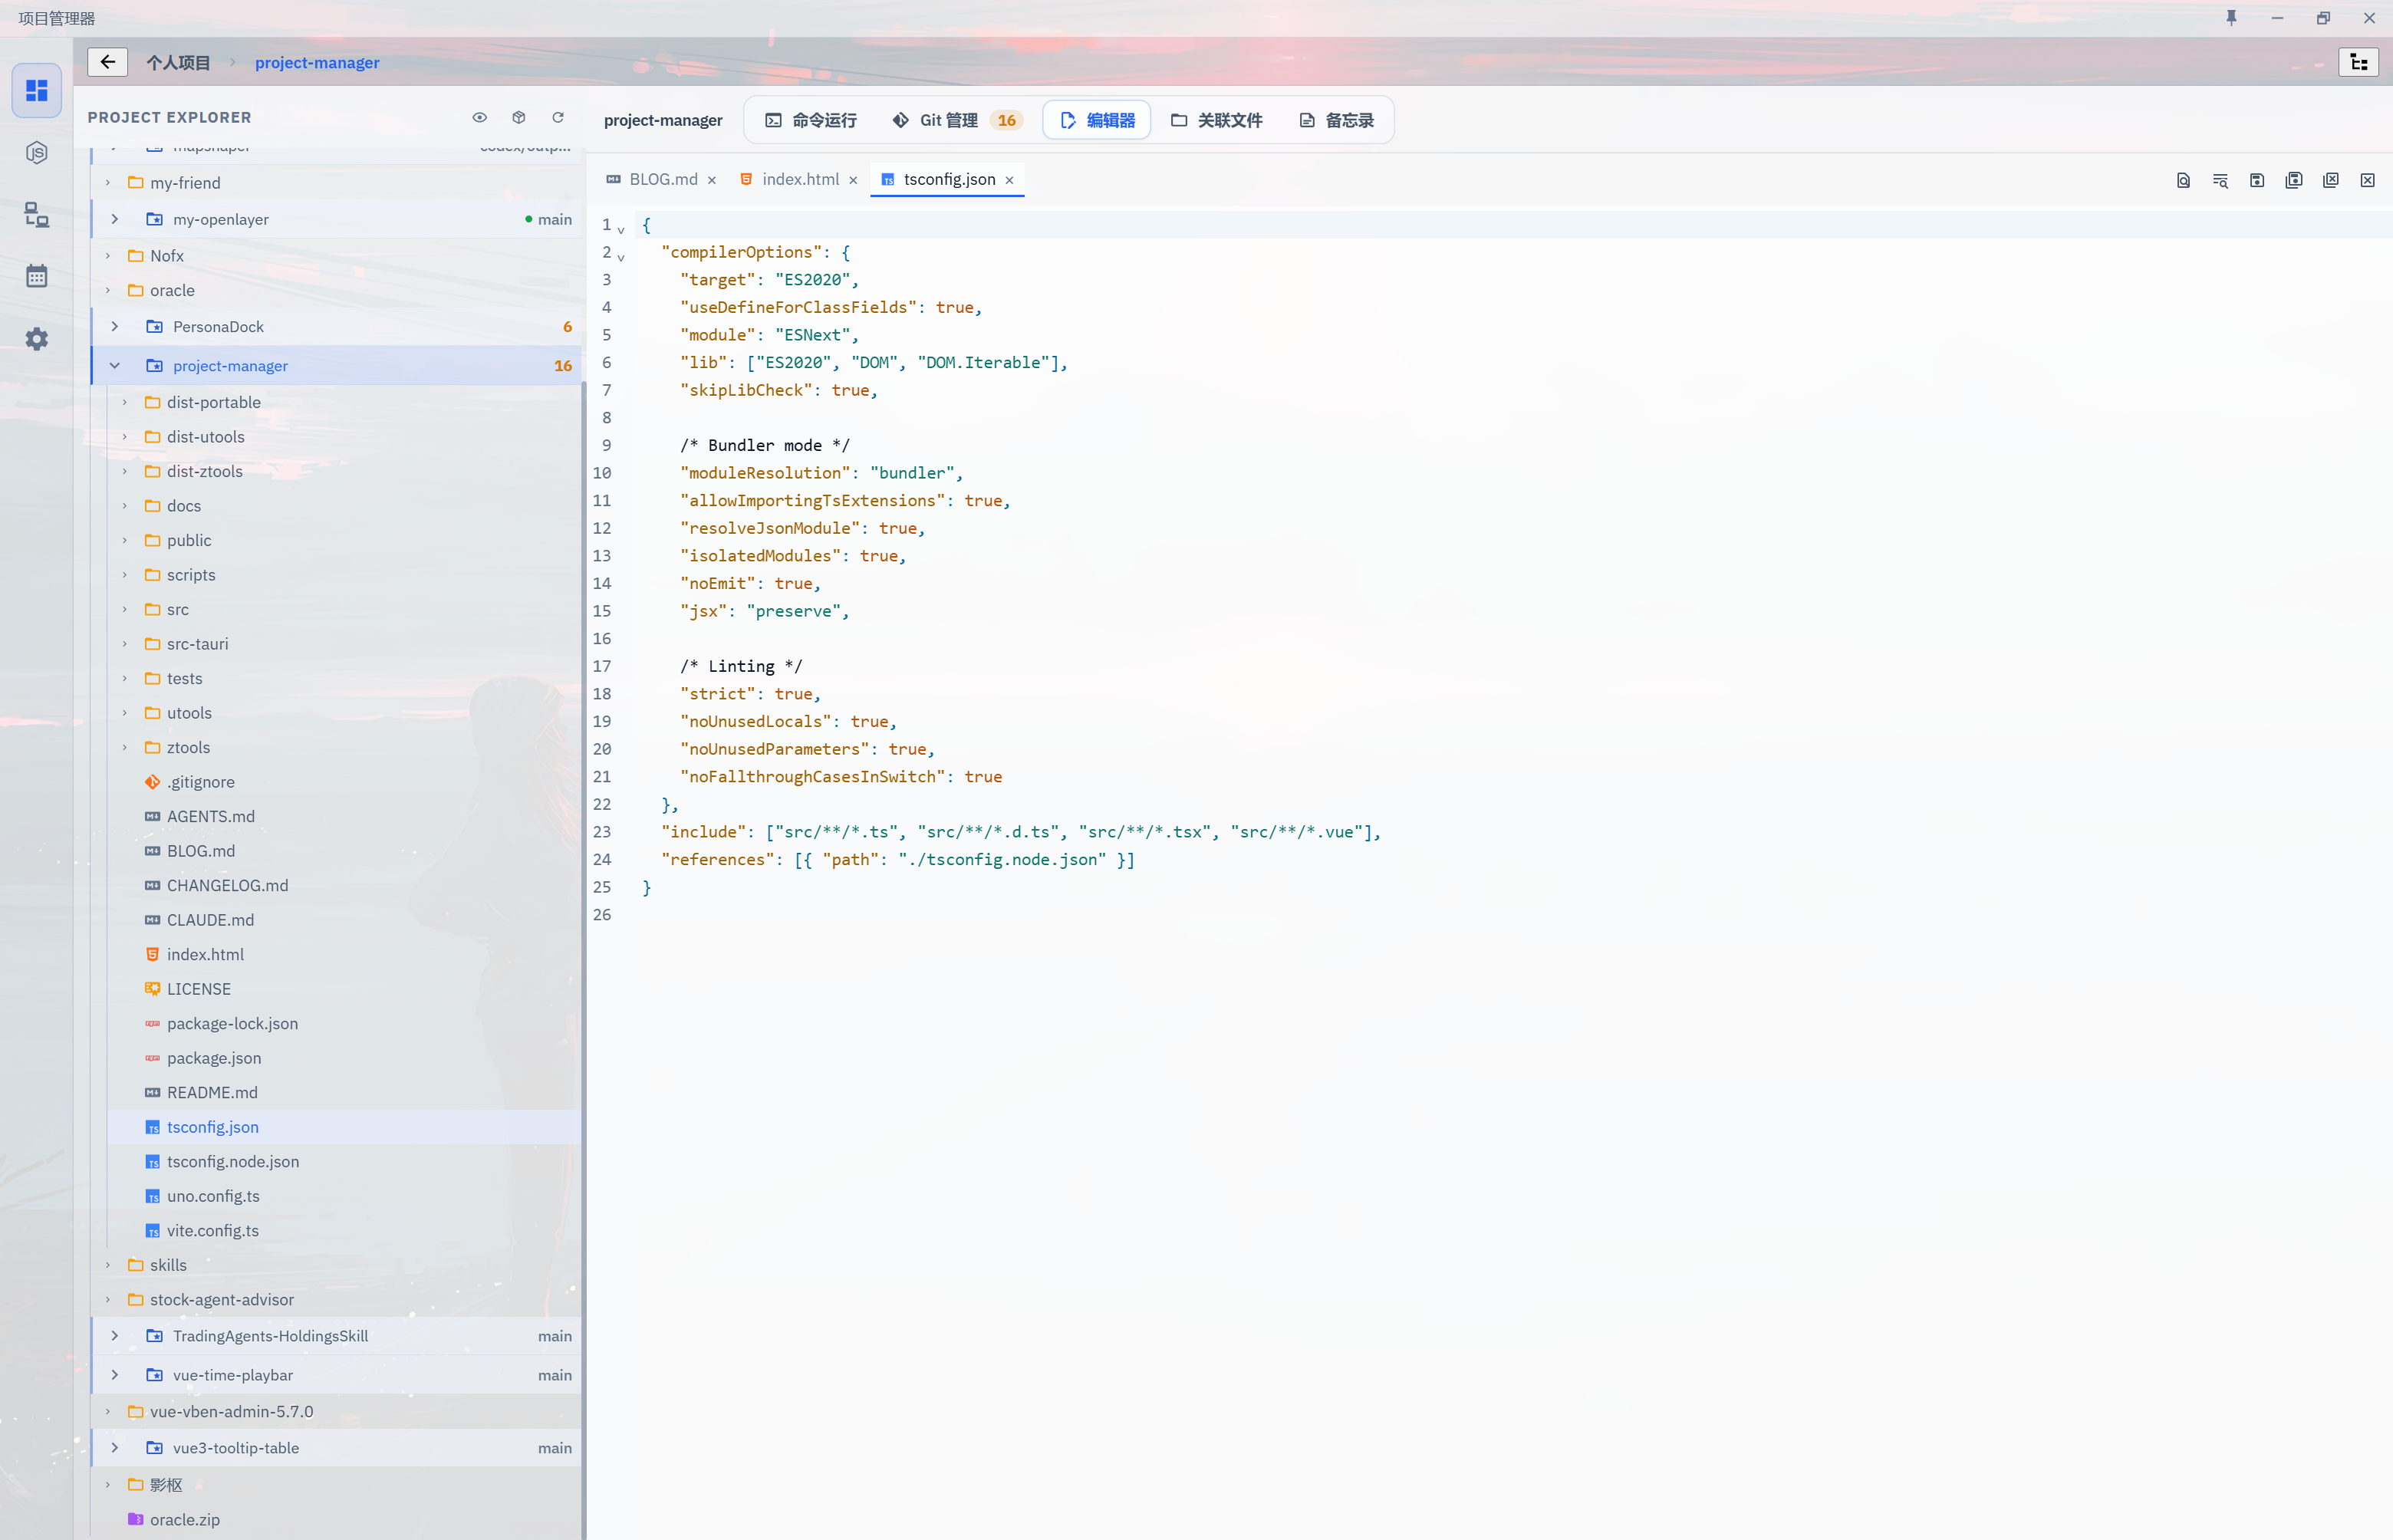 项目管理器
个人项目 › project-manager
PROJECT EXPLORER
mapshaper codex/outp...
my-friend
my-openlayer main
Nofx
oracle
PersonaDock 6
project-manager 16
dist-portable
dist-utools
dist-ztools
docs
public
scripts
src
src-tauri
tests
utools
ztools
.gitignore
AGENTS.md
BLOG.md
CHANGELOG.md
CLAUDE.md
index.html
LICENSE
package-lock.json
package.json
README.md
tsconfig.json
tsconfig.node.json
uno.config.ts
vite.config.ts
skills
stock-agent-advisor
TradingAgents-HoldingsSkill main
vue-time-playbar main
vue-vben-admin-5.7.0
vue3-tooltip-table main
影枢
oracle.zip
project-manager 命令运行 Git 管理 16 编辑器 关联文件 备忘录
BLOG.md × index.html × tsconfig.json ×
1 {
2   "compilerOptions": {
3     "target": "ES2020",
4     "useDefineForClassFields": true,
5     "module": "ESNext",
6     "lib": ["ES2020", "DOM", "DOM.Iterable"],
7     "skipLibCheck": true,
8
9     /* Bundler mode */
10     "moduleResolution": "bundler",
11     "allowImportingTsExtensions": true,
12     "resolveJsonModule": true,
13     "isolatedModules": true,
14     "noEmit": true,
15     "jsx": "preserve",
16
17     /* Linting */
18     "strict": true,
19     "noUnusedLocals": true,
20     "noUnusedParameters": true,
21     "noFallthroughCasesInSwitch": true
22   },
23   "include": ["src/**/*.ts", "src/**/*.d.ts", "src/**/*.tsx", "src/**/*.vue"],
24   "references": [{ "path": "./tsconfig.node.json" }]
25 }
26